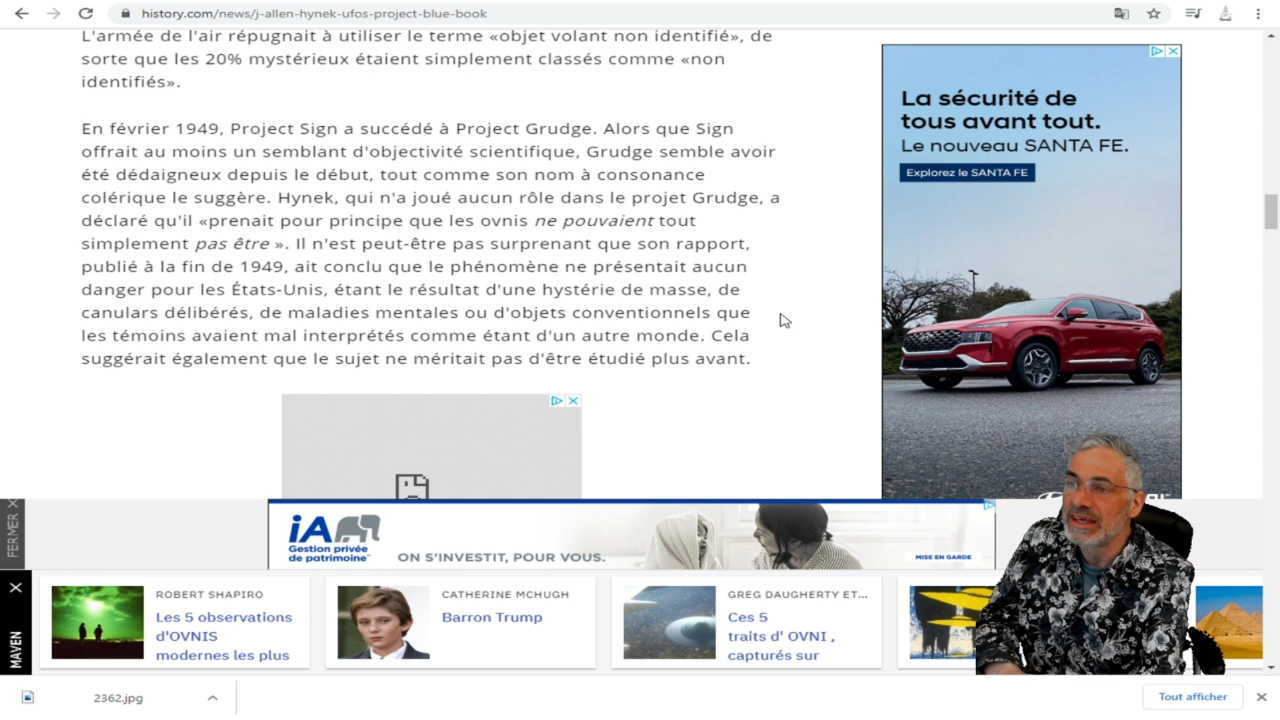 history.com/news/j-allen-hynek-ufos-project-blue-book
L'armée de l'air répugnait à utiliser le terme «objet volant non identifié», de
sorte que les 20% mystérieux étaient simplement classés comme «non
identifiés».
En février 1949, Project Sign a succédé à Project Grudge. Alors que Sign
offrait au moins un semblant d'objectivité scientifique, Grudge semble avoir
été dédaigneux depuis le début, tout comme son nom à consonance
colérique le suggère. Hynek, qui n'a joué aucun rôle dans le projet Grudge, a
déclaré qu'il «prenait pour principe que les ovnis ne pouvaient tout
simplement pas être ». Il n'est peut-être pas surprenant que son rapport,
publié à la fin de 1949, ait conclu que le phénomène ne présentait aucun
danger pour les États-Unis, étant le résultat d'une hystérie de masse, de
canulars délibérés, de maladies mentales ou d'objets conventionnels que
les témoins avaient mal interprétés comme étant d'un autre monde. Cela
suggérait également que le sujet ne méritait pas d'être étudié plus avant.
La sécurité de
tous avant tout.
Le nouveau SANTA FE.
Explorez le SANTA FE
FERMER X
iA
Gestion privée
de patrimoine
ON S'INVESTIT, POUR VOUS.
MISE EN GARDE
MAVEN
ROBERT SHAPIRO
Les 5 observations
d'OVNIS
modernes les plus
CATHERINE MCHUGH
Barron Trump
GREG DAUGHERTY ET...
Ces 5
traits d' OVNI ,
capturés sur
2362.jpg
Tout afficher